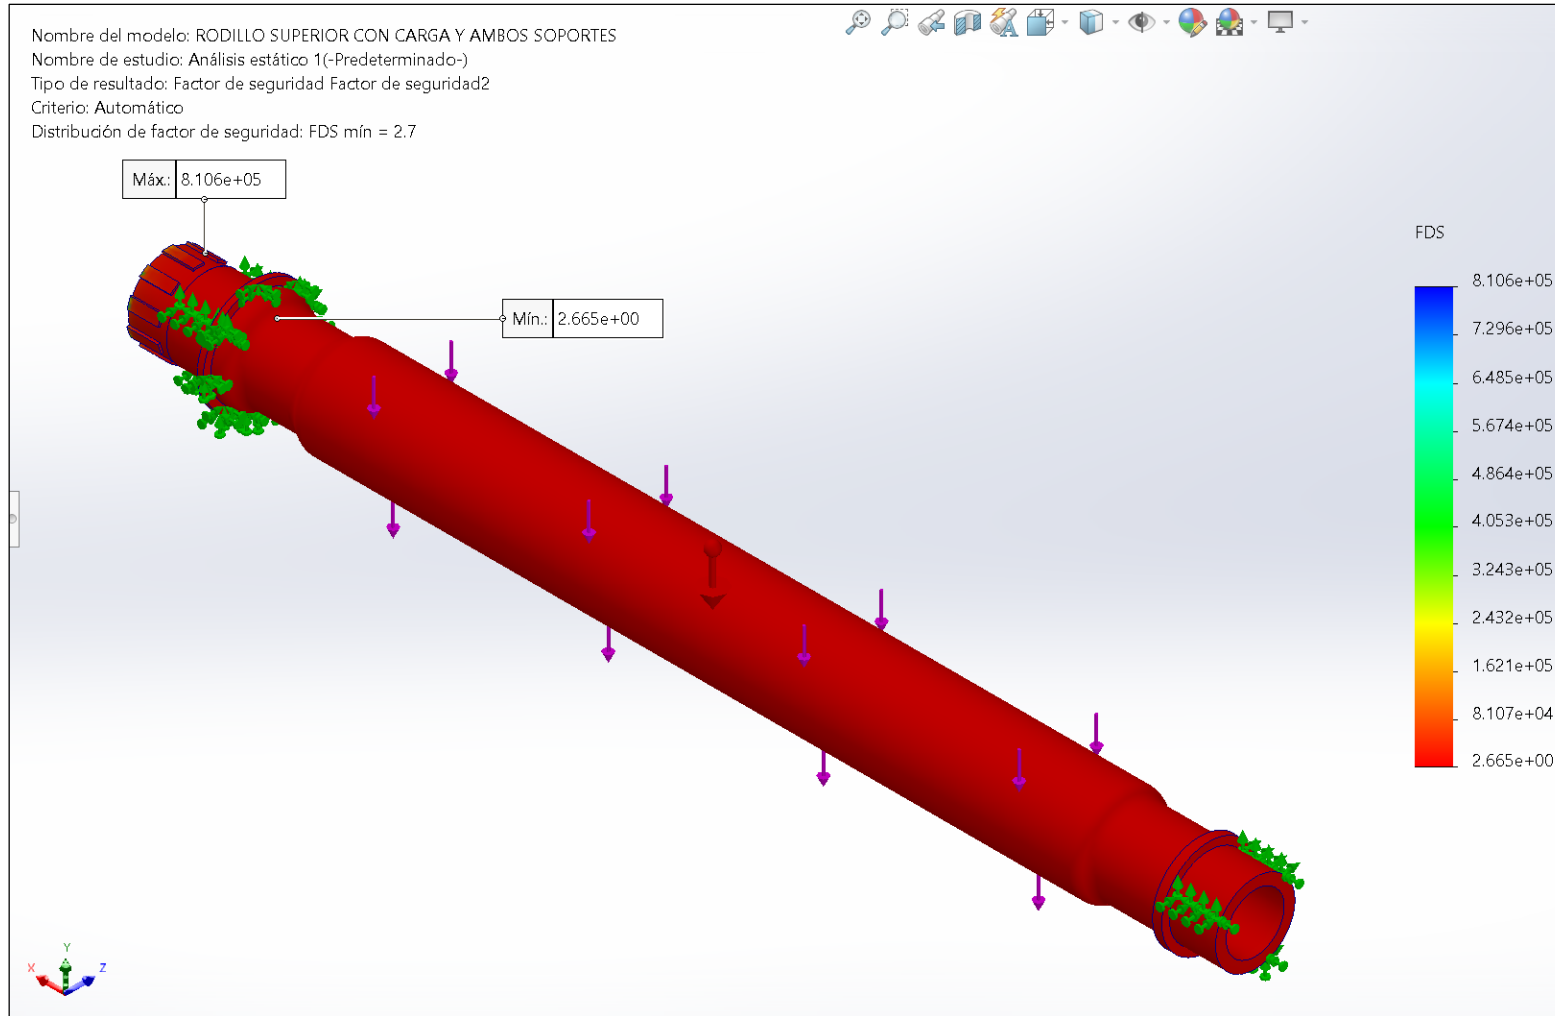 Nombre del modelo: RODILLO SUPERIOR CON CARGA Y AMBOS SOPORTES
Nombre de estudio: Análisis estático 1(-Predeterminado-)
Tipo de resultado: Factor de seguridad Factor de seguridad2
Criterio: Automático
Distribución de factor de seguridad: FDS mín = 2.7
Máx.: 8.106e+05
Mín.: 2.665e+00
FDS
8.106e+05
7.296e+05
6.485e+05
5.674e+05
4.864e+05
4.053e+05
3.243e+05
2.432e+05
1.621e+05
8.107e+04
2.665e+00
Y
X
Z